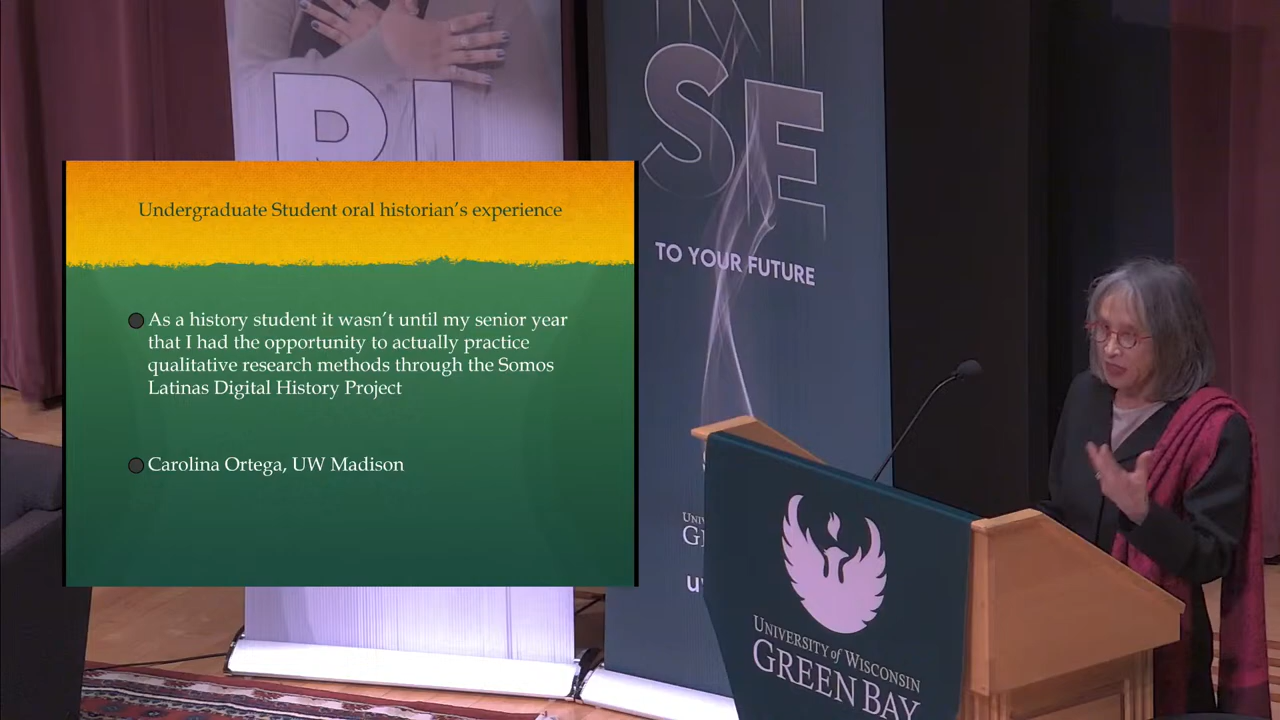 RI
SE
TO YOUR FUTURE
Undergraduate Student oral historian's experience
As a history student it wasn't until my senior year
that I had the opportunity to actually practice
qualitative research methods through the Somos
Latinas Digital History Project
Carolina Ortega, UW Madison
UNIVERSITY of WISCONSIN
GREEN BAY